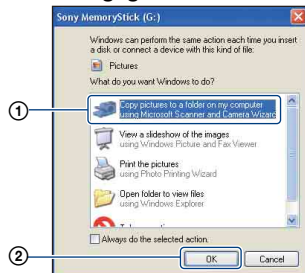 Sony MemoryStick (G:)
Windows can perform the same action each time you insert
a disk or connect a device with this kind of file:
Pictures
What do you want Windows to do?
①
Copy pictures to a folder on my computer
using Microsoft Scanner and Camera Wizard
View a slideshow of the images
using Windows Picture and Fax Viewer
Print the pictures
using Photo Printing Wizard
Open folder to view files
using Windows Explorer
Always do the selected action.
②
OK
Cancel